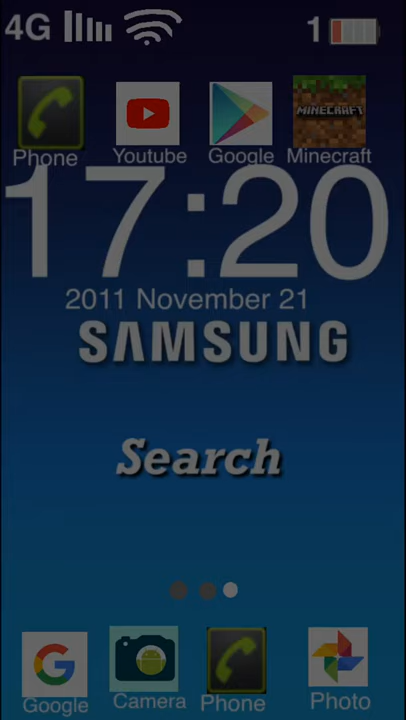 4G 1
Phone Youtube Google Minecraft
MINECRAFT
17:20
2011 November 21
SAMSUNG
Search
Google Camera Phone Photo